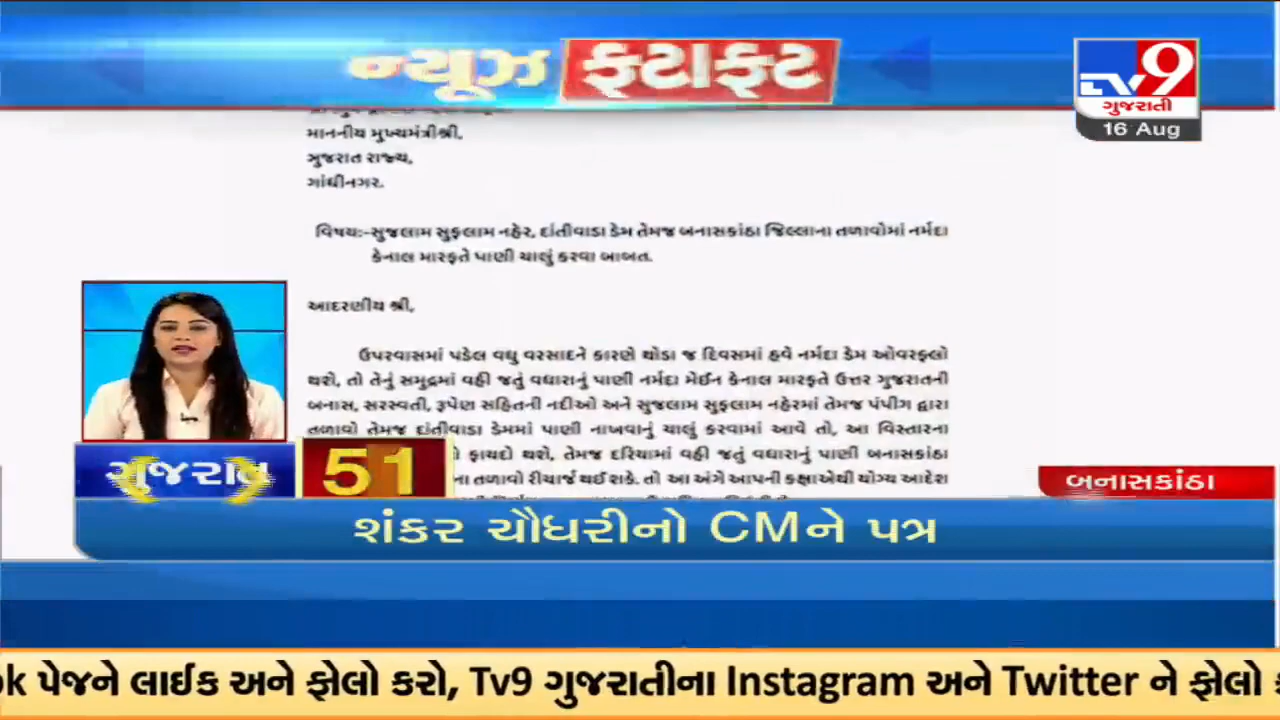 ન્યૂઝ ફટાફટ
TV9
ગુજરાતી
16 Aug
માનનીય મુખ્યમંત્રીશ્રી,
ગુજરાત રાજ્ય,
ગાંધીનગર.
વિષય:-સુજલામ સુફલામ નહેર, દાંતીવાડા ડેમ તેમજ બનાસકાંઠા જિલ્લાના તળાવોમાં નર્મદા
કેનાલ મારફતે પાણી ચાલું કરવા બાબત.
આદરણીય શ્રી,
ઉપરવાસમાં પડેલ વધુ વરસાદને કારણે થોડા જ દિવસમાં હવે નર્મદા ડેમ ઓવરફલો
થશે, તો તેનું સમુદ્રમાં વહી જતું વધારાનું પાણી નર્મદા મેઈન કેનાલ મારફતે ઉત્તર ગુજરાતની
બનાસ, સરસ્વતી, રૂપેણ સહિતની નદીઓ અને સુજલામ સુફલામ નહેરમાં તેમજ પંપીગ દ્વારા
તળાવો તેમજ દાંતીવાડા ડેમમાં પાણી નાખવાનું ચાલું કરવામાં આવે તો, આ વિસ્તારના
ફાયદો થશે, તેમજ દરિયામાં વહી જતું વધારાનું પાણી બનાસકાંઠા
ના તળાવો રીચાર્જ થઈ શકે. તો આ અંગે આપની કક્ષાએથી યોગ્ય આદેશ
ગુજરાત
51
બનાસકાંઠા
શંકર ચૌધરીનો CMને પત્ર
ok પેજને લાઈક અને ફોલો કરો, Tv9 ગુજરાતીના Instagram અને Twitter ને ફોલો